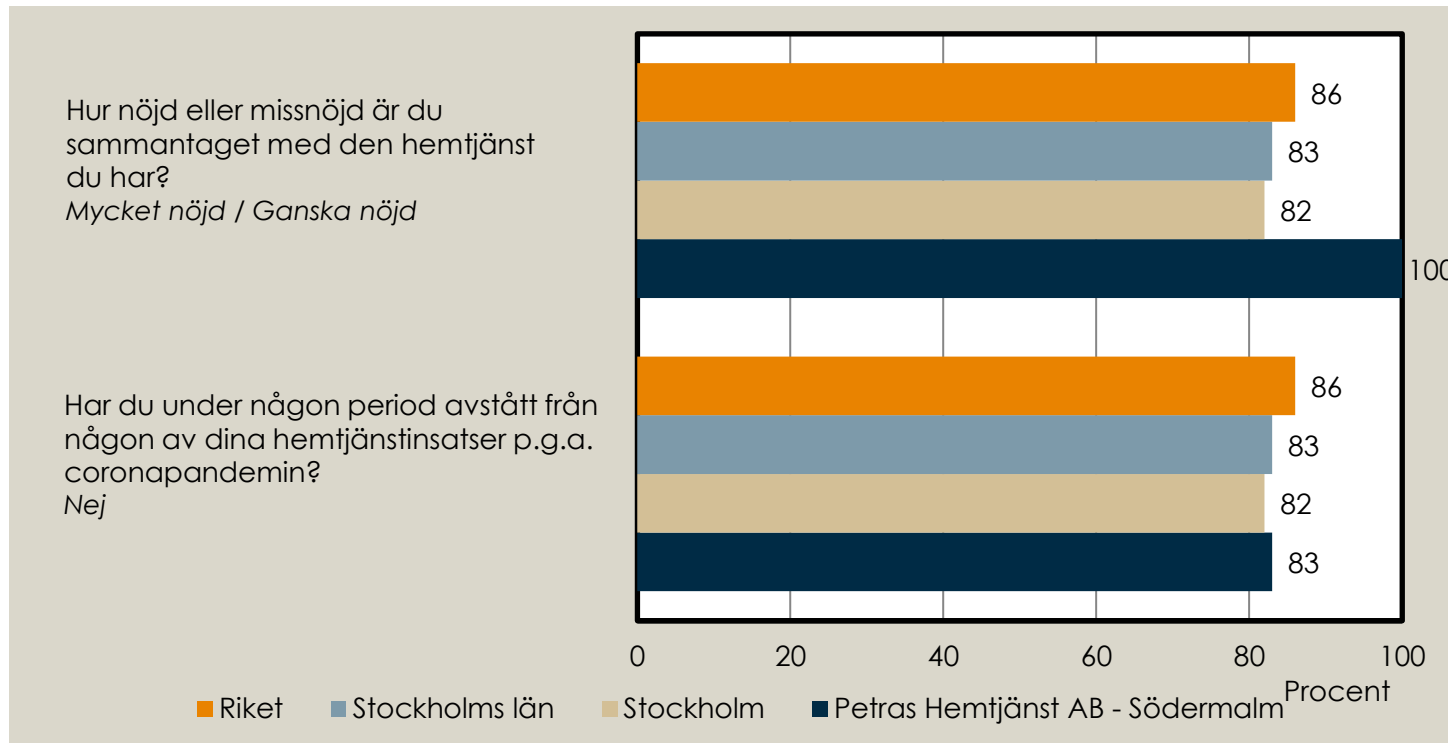 Hur nöjd eller missnöjd är du
sammantaget med den hemtjänst
du har?
Mycket nöjd / Ganska nöjd
86
83
82
100
Har du under någon period avstått från
någon av dina hemtjänstinsatser p.g.a.
coronapandemin?
Nej
86
83
82
83
0 20 40 60 80 100
Procent
Riket Stockholms län Stockholm Petras Hemtjänst AB - Södermalm